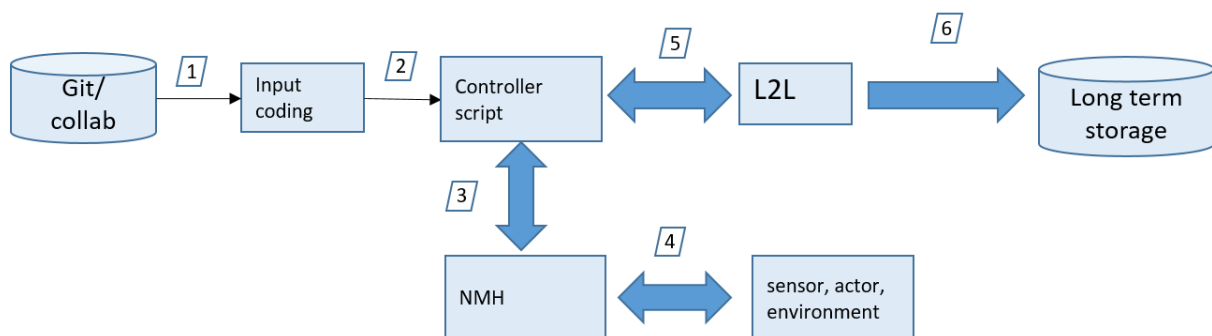 1
2
5
6
Git/
collab
Input
coding
Controller
script
L2L
Long term
storage
3
4
NMH
sensor, actor,
environment